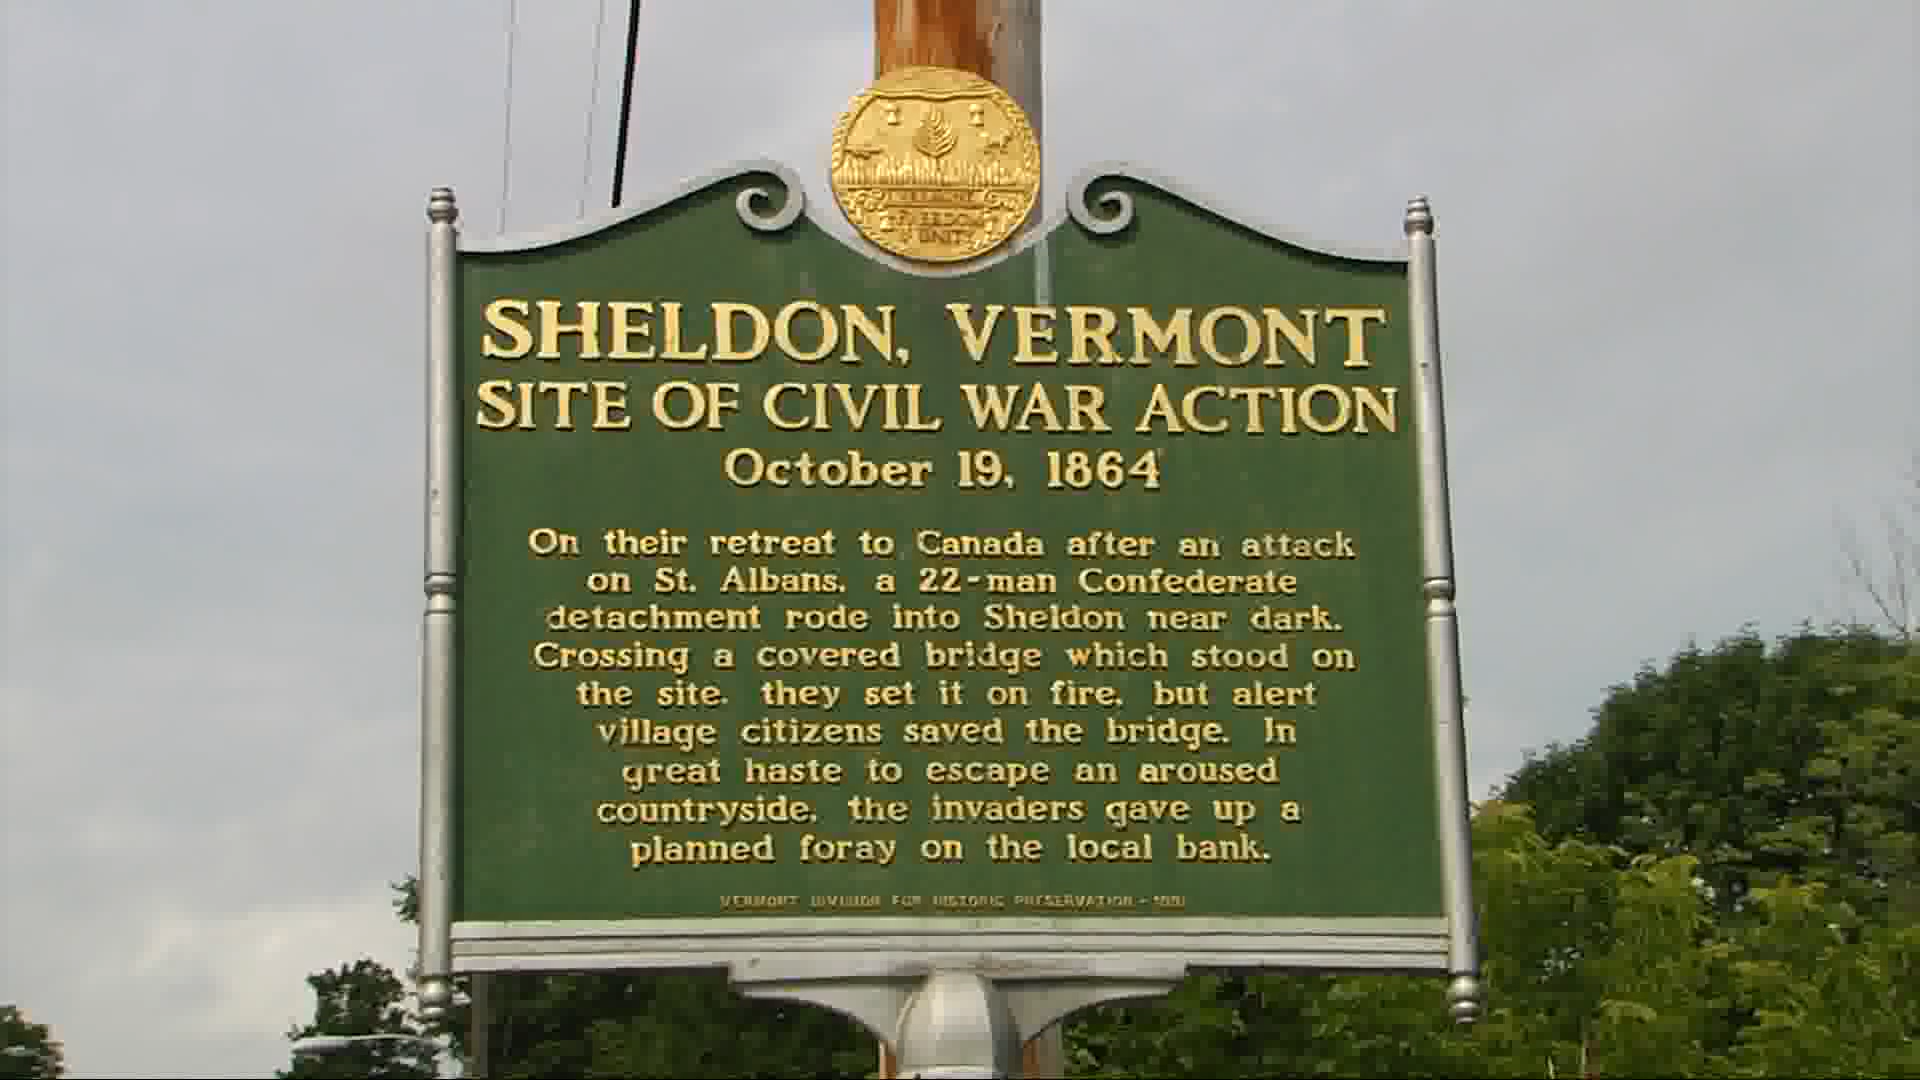 VERMONT
FREEDOM
& UNITY
SHELDON, VERMONT
SITE OF CIVIL WAR ACTION
October 19, 1864
On their retreat to Canada after an attack
on St. Albans, a 22-man Confederate
detachment rode into Sheldon near dark.
Crossing a covered bridge which stood on
the site, they set it on fire, but alert
village citizens saved the bridge. In
great haste to escape an aroused
countryside, the invaders gave up a
planned foray on the local bank.
VERMONT DIVISION FOR HISTORIC PRESERVATION -